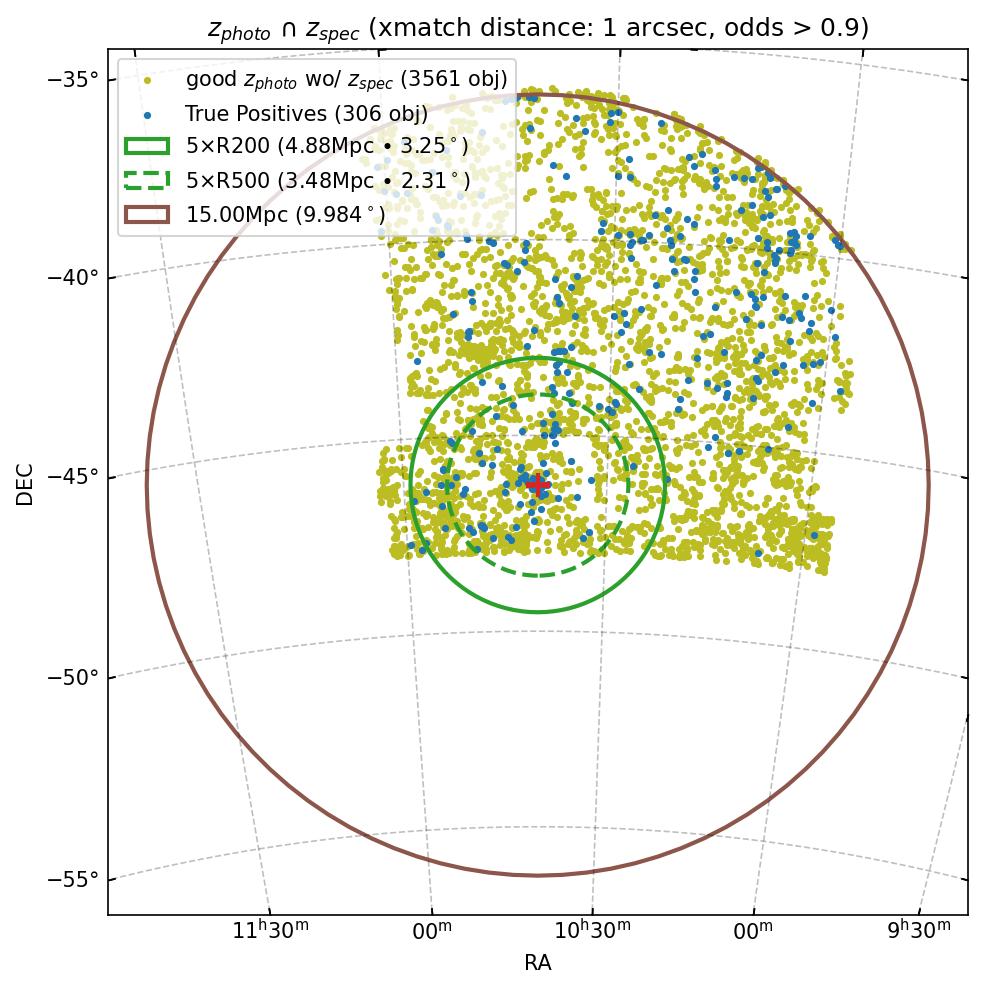 z_photo ∩ z_spec (xmatch distance: 1 arcsec, odds > 0.9)
good z_photo wo/ z_spec (3561 obj)
True Positives (306 obj)
5×R200 (4.88Mpc • 3.25°)
5×R500 (3.48Mpc • 2.31°)
15.00Mpc (9.984°)
−35°
−40°
−45°
−50°
−55°
DEC
11h30m 00m 10h30m 00m 9h30m
RA